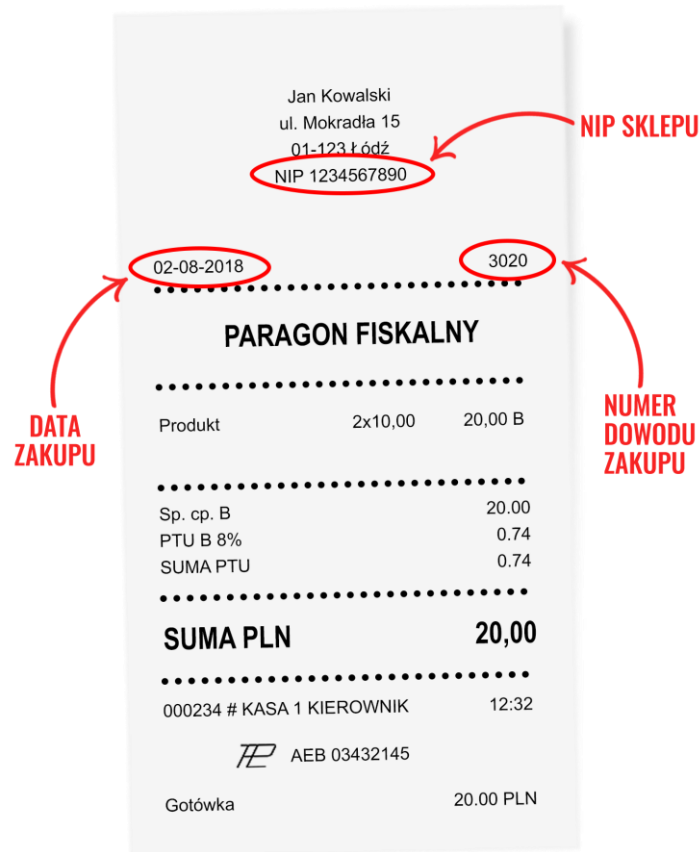 Jan Kowalski
ul. Mokradła 15
01-123 Łódź
NIP 1234567890
NIP SKLEPU
02-08-2018 3020
PARAGON FISKALNY
DATA
ZAKUPU
NUMER
DOWODU
ZAKUPU
Produkt 2x10,00 20,00 B
Sp. cp. B 20.00
PTU B 8% 0.74
SUMA PTU 0.74
SUMA PLN 20,00
000234 # KASA 1 KIEROWNIK 12:32
AEB 03432145
Gotówka 20.00 PLN